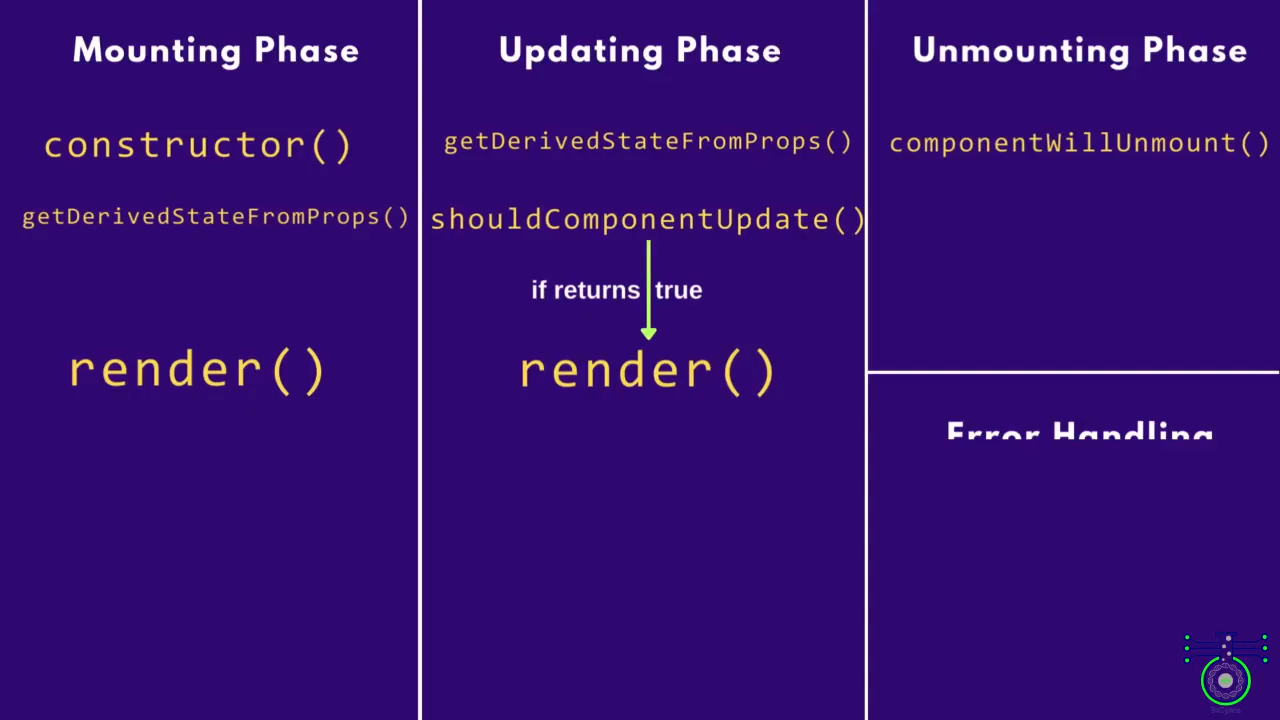 Mounting Phase
constructor()
getDerivedStateFromProps()
render()
Updating Phase
getDerivedStateFromProps()
shouldComponentUpdate()
if returns true
render()
Unmounting Phase
componentWillUnmount()
Error Handling